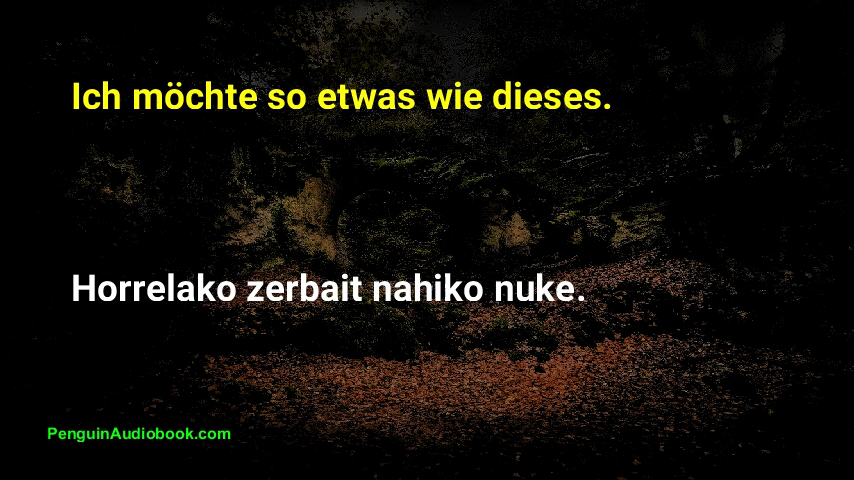 Ich möchte so etwas wie dieses.
Horrelako zerbait nahiko nuke.
PenguinAudiobook.com